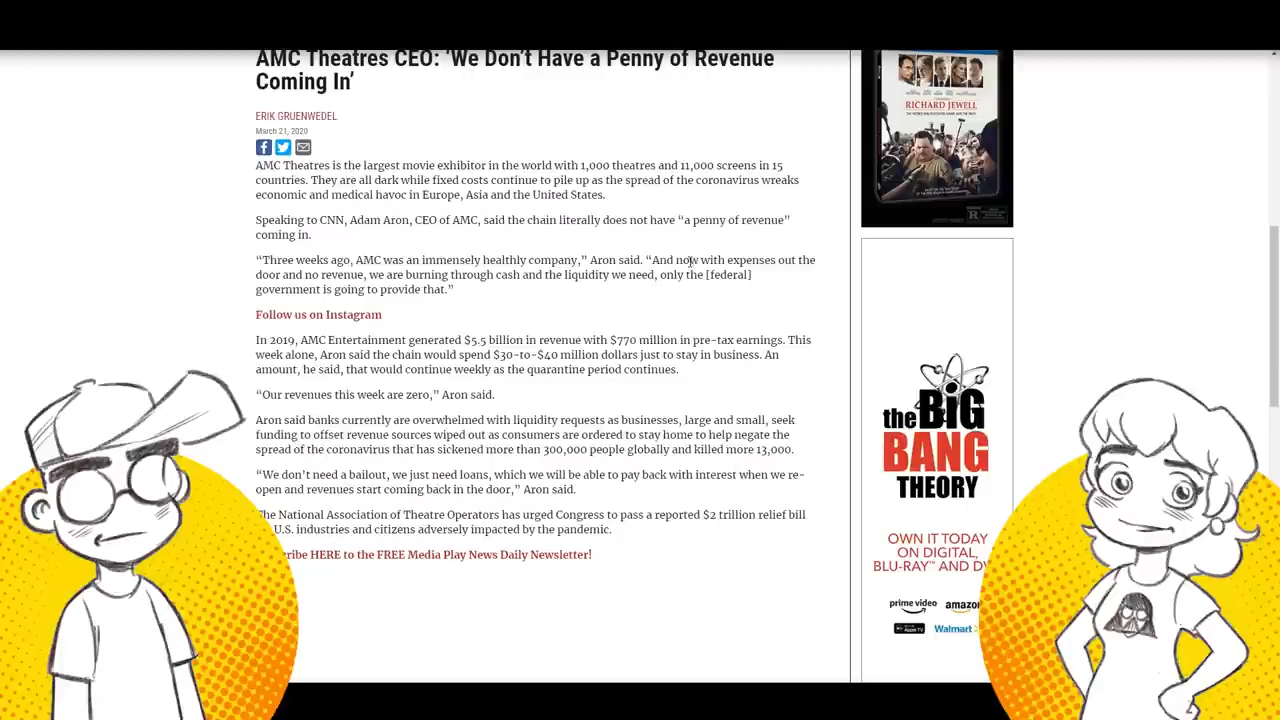 AMC Theatres CEO: ‘We Don’t Have a Penny of Revenue
Coming In’
ERIK GRUENWEDEL
March 21, 2020
AMC Theatres is the largest movie exhibitor in the world with 1,000 theatres and 11,000 screens in 15
countries. They are all dark while fixed costs continue to pile up as the spread of the coronavirus wreaks
economic and medical havoc in Europe, Asia and the United States.
Speaking to CNN, Adam Aron, CEO of AMC, said the chain literally does not have “a penny of revenue”
coming in.
“Three weeks ago, AMC was an immensely healthly company,” Aron said. “And now with expenses out the
door and no revenue, we are burning through cash and the liquidity we need, only the [federal]
government is going to provide that.”
Follow us on Instagram
In 2019, AMC Entertainment generated $5.5 billion in revenue with $770 million in pre-tax earnings. This
week alone, Aron said the chain would spend $30-to-$40 million dollars just to stay in business. An
amount, he said, that would continue weekly as the quarantine period continues.
“Our revenues this week are zero,” Aron said.
Aron said banks currently are overwhelmed with liquidity requests as businesses, large and small, seek
funding to offset revenue sources wiped out as consumers are ordered to stay home to help negate the
spread of the coronavirus that has sickened more than 300,000 people globally and killed more 13,000.
“We don’t need a bailout, we just need loans, which we will be able to pay back with interest when we re-
open and revenues start coming back in the door,” Aron said.
The National Association of Theatre Operators has urged Congress to pass a reported $2 trillion relief bill
U.S. industries and citizens adversely impacted by the pandemic.
cribe HERE to the FREE Media Play News Daily Newsletter!
RICHARD JEWELL
R
the BIG
BANG
THEORY
OWN IT TODAY
ON DIGITAL,
BLU-RAY™ AND DV
prime video amazon
Apple TV Walmart